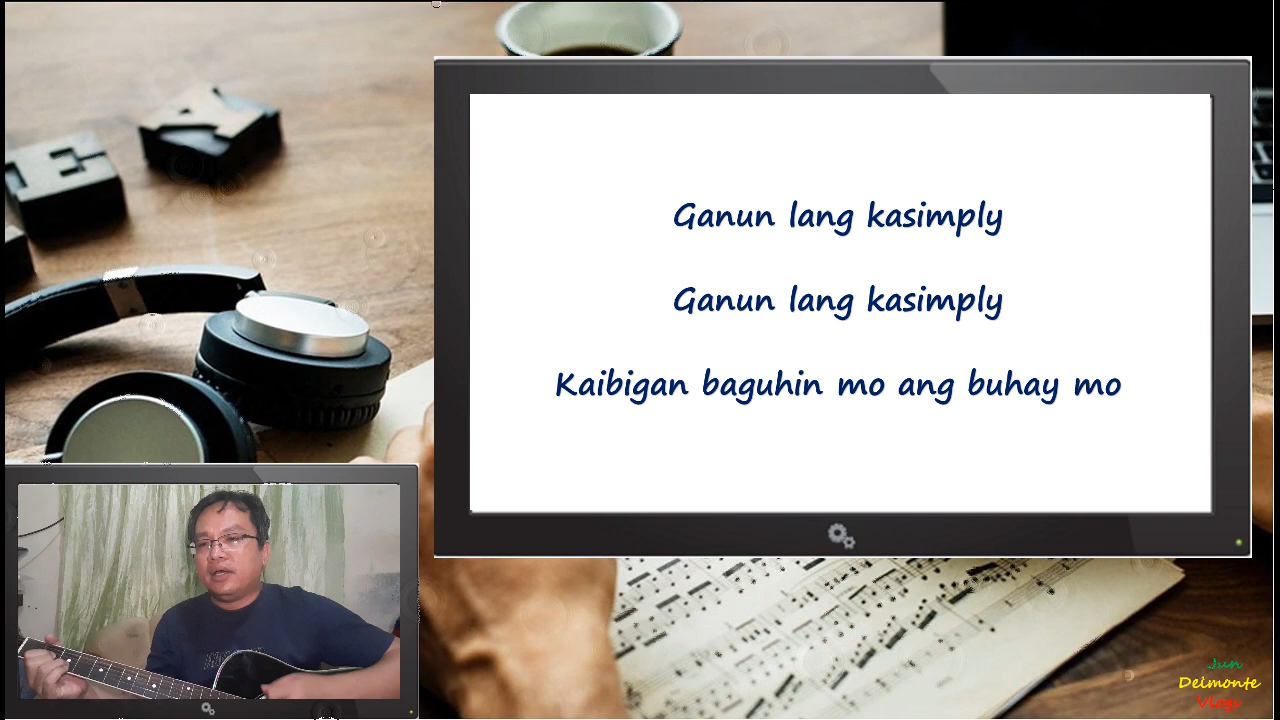 Ganun lang kasimply
Ganun lang kasimply
Kaibigan baguhin mo ang buhay mo
E
A
Jun
Delmonte
Vlogs